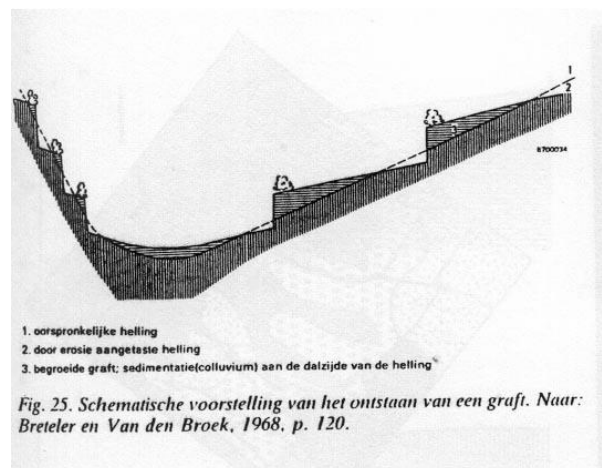 1
2
3
8700034
1. oorspronkelijke helling
2. door erosie aangetaste helling
3. begroeide graft; sedimentatie(colluvium) aan de dalzijde van de helling
Fig. 25. Schematische voorstelling van het ontstaan van een graft. Naar:
Breteler en Van den Broek, 1968, p. 120.